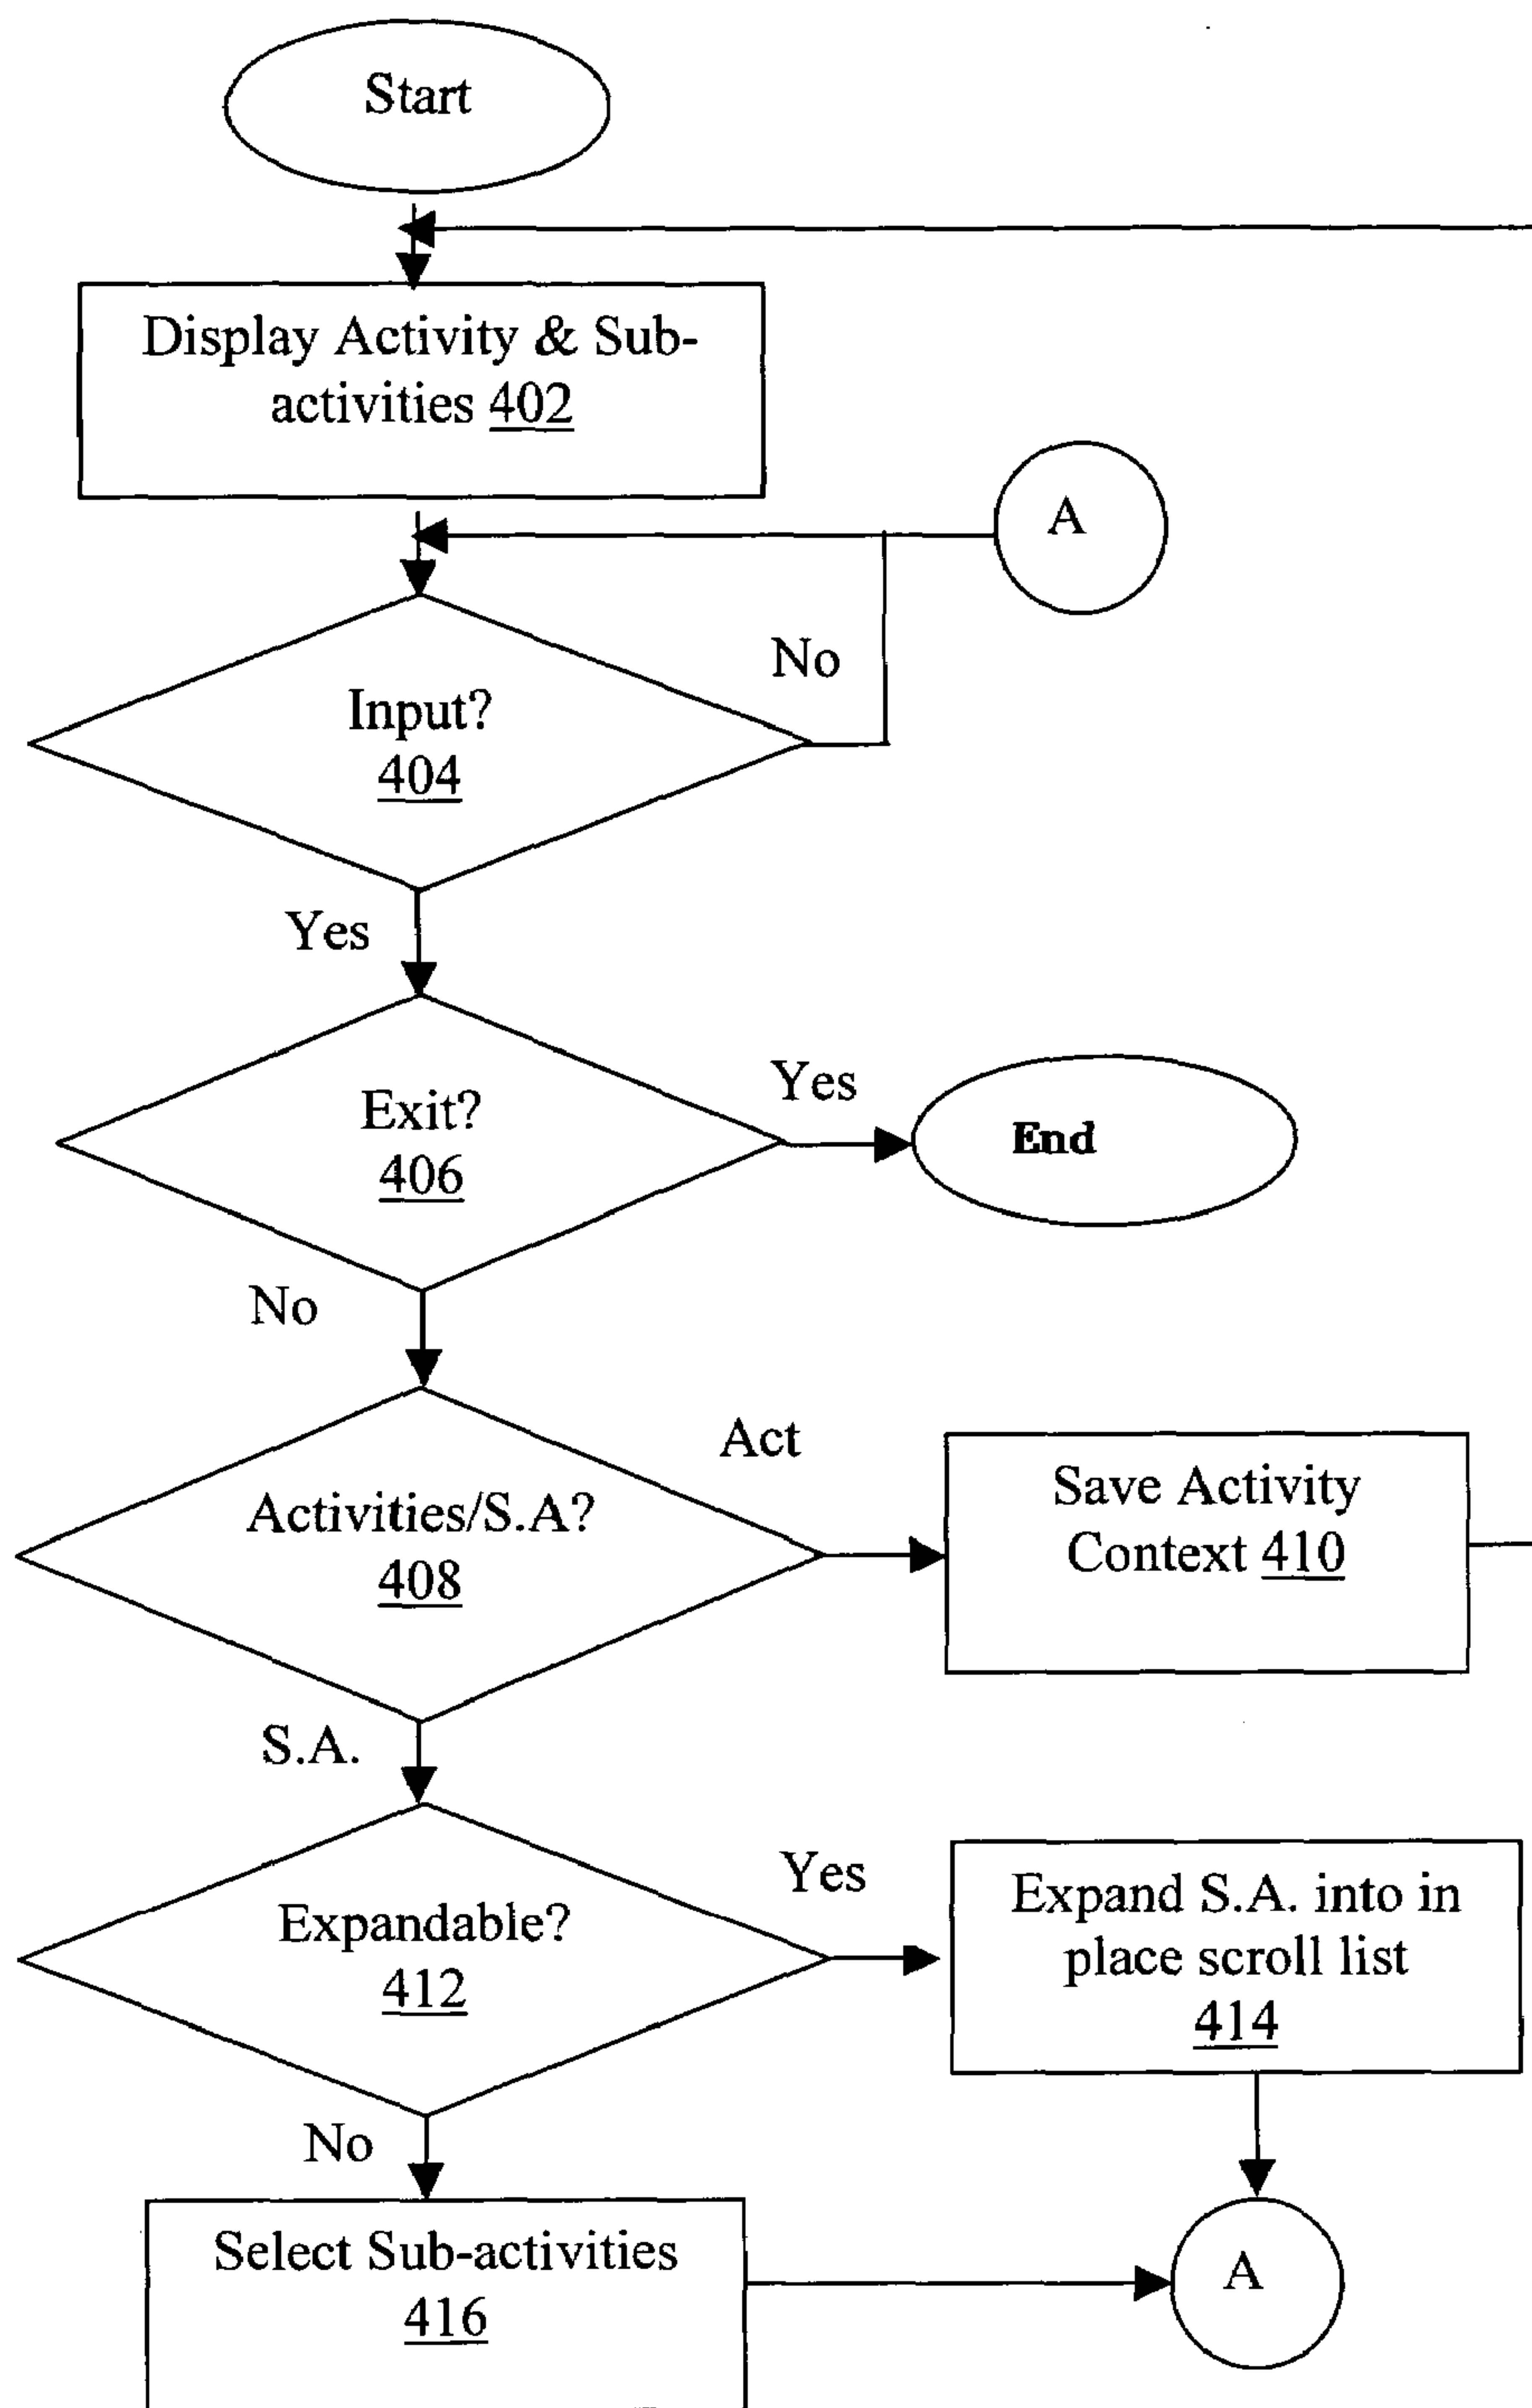 Start
Display Activity & Sub-
activities 402
A
No
Input?
404
Yes
Exit?
406
Yes
End
No
Act
Activities/S.A?
408
Save Activity
Context 410
S.A.
Yes
Expandable?
412
Expand S.A. into in
place scroll list
414
No
Select Sub-activities
416
A